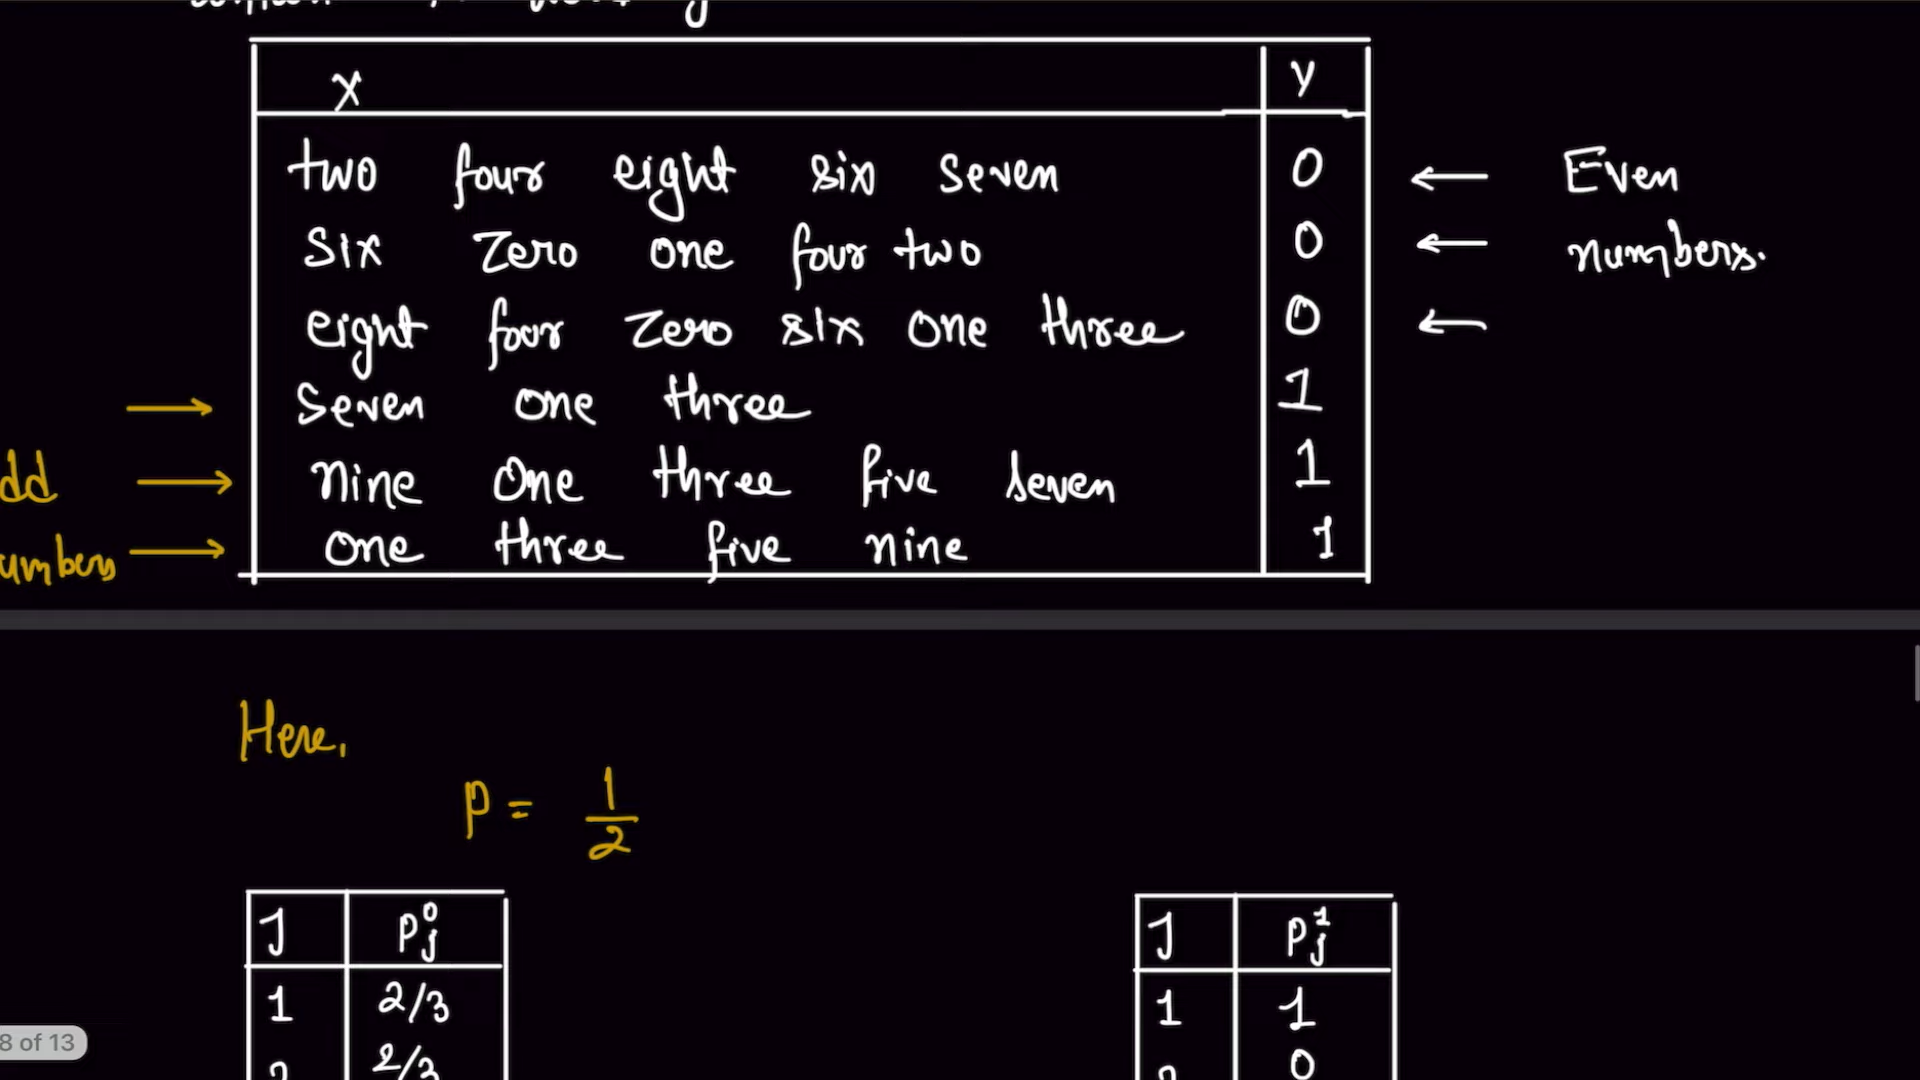 X Y
two four eight six seven 0 ← Even
six zero one four two 0 ← numbers.
eight four zero six one three 0 ←
→ seven one three 1
dd → nine one three five seven 1
umbers → one three five nine 1
Here,
P = 1/2
J P_j^0 J P_j^1
1 2/3 1 1
2/3 0
8 of 13